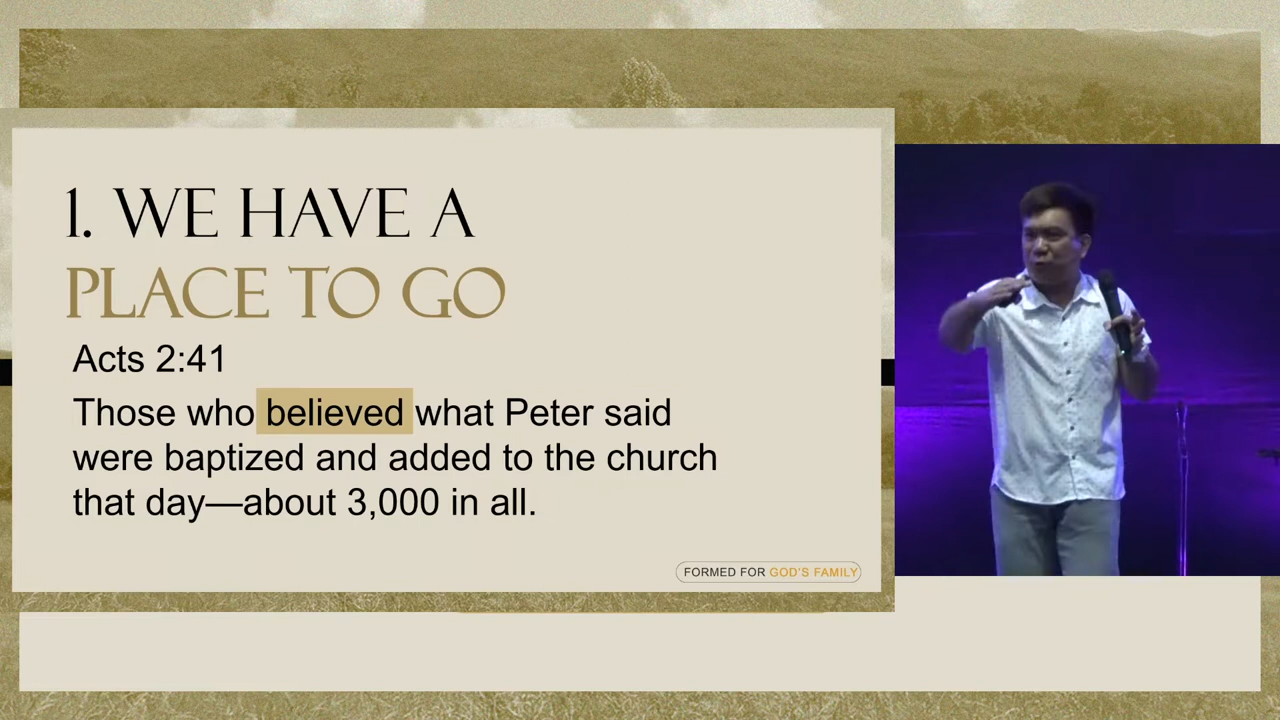 1. WE HAVE A
PLACE TO GO
Acts 2:41
Those who believed what Peter said
were baptized and added to the church
that day—about 3,000 in all.
FORMED FOR GOD'S FAMILY